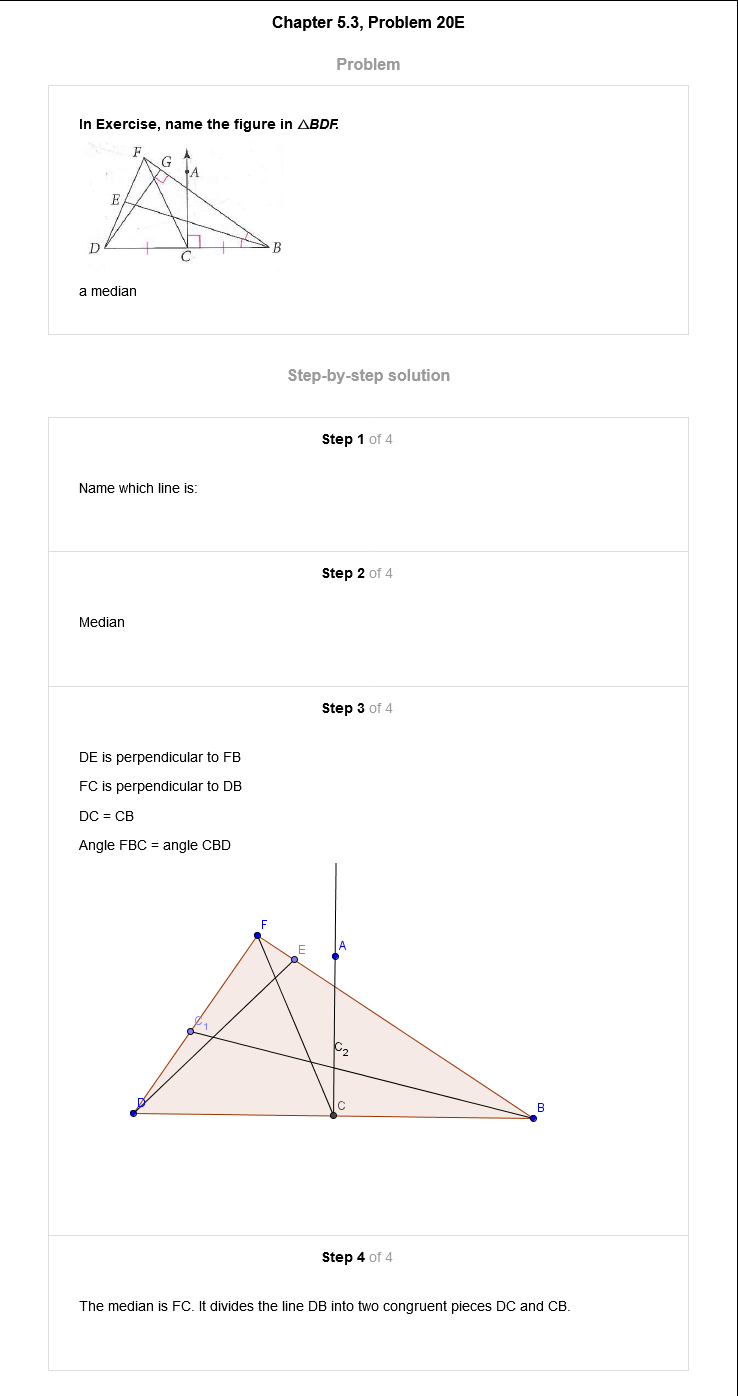 Chapter 5.3, Problem 20E
Problem
In Exercise, name the figure in △BDF.
F
G
A
E
D
C
B
a median
Step-by-step solution
Step 1 of 4
Name which line is:
Step 2 of 4
Median
Step 3 of 4
DE is perpendicular to FB
FC is perpendicular to DB
DC = CB
Angle FBC = angle CBD
F
E
A
C₁
C₂
D
C
B
Step 4 of 4
The median is FC. It divides the line DB into two congruent pieces DC and CB.